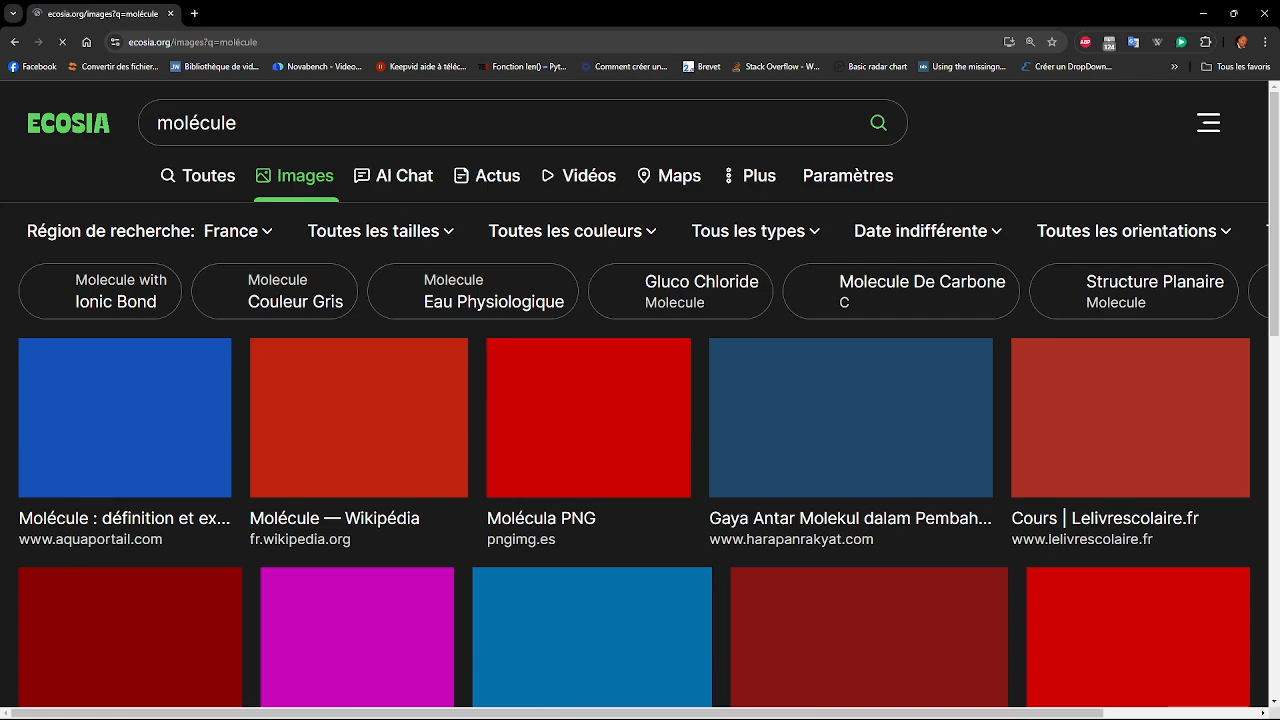 ecosia.org/images?q=molécule
ecosia.org/images?q=molécule
Facebook Convertir des fichier... Bibliothèque de vid... Novabench - Video... Keepvid aide à téléc... Fonction len() – Pyt... Comment créer un... Brevet Stack Overflow - W... Basic radar chart Using the missingn... Créer un DropDown... Tous les favoris
ECOSIA molécule
Toutes Images AI Chat Actus Vidéos Maps Plus Paramètres
Région de recherche: France Toutes les tailles Toutes les couleurs Tous les types Date indifférente Toutes les orientations
Molecule with
Ionic Bond
Molecule
Couleur Gris
Molecule
Eau Physiologique
Gluco Chloride
Molecule
Molecule De Carbone
C
Structure Planaire
Molecule
Molécule : définition et ex...
www.aquaportail.com
Molécule — Wikipédia
fr.wikipedia.org
Molécula PNG
pngimg.es
Gaya Antar Molekul dalam Pembah...
www.harapanrakyat.com
Cours | Lelivrescolaire.fr
www.lelivrescolaire.fr